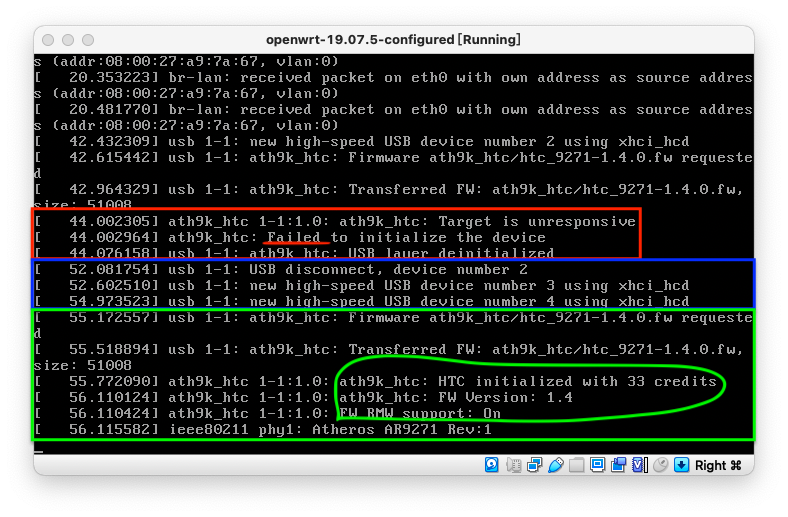 openwrt-19.07.5-configured [Running]
s (addr:08:00:27:a9:7a:67, vlan:0)
[   20.353223] br-lan: received packet on eth0 with own address as source addres
s (addr:08:00:27:a9:7a:67, vlan:0)
[   20.481770] br-lan: received packet on eth0 with own address as source addres
s (addr:08:00:27:a9:7a:67, vlan:0)
[   42.432309] usb 1-1: new high-speed USB device number 2 using xhci_hcd
[   42.615442] usb 1-1: ath9k_htc: Firmware ath9k_htc/htc_9271-1.4.0.fw requeste
d
[   42.964329] usb 1-1: ath9k_htc: Transferred FW: ath9k_htc/htc_9271-1.4.0.fw,
size: 51008
[   44.002305] ath9k_htc 1-1:1.0: ath9k_htc: Target is unresponsive
[   44.002964] ath9k_htc: Failed to initialize the device
[   44.076158] usb 1-1: ath9k_htc: USB layer deinitialized
[   52.081754] usb 1-1: USB disconnect, device number 2
[   52.602510] usb 1-1: new high-speed USB device number 3 using xhci_hcd
[   54.973523] usb 1-1: new high-speed USB device number 4 using xhci_hcd
[   55.172557] usb 1-1: ath9k_htc: Firmware ath9k_htc/htc_9271-1.4.0.fw requeste
d
[   55.518894] usb 1-1: ath9k_htc: Transferred FW: ath9k_htc/htc_9271-1.4.0.fw,
size: 51008
[   55.772090] ath9k_htc 1-1:1.0: ath9k_htc: HTC initialized with 33 credits
[   56.110124] ath9k_htc 1-1:1.0: ath9k_htc: FW Version: 1.4
[   56.110424] ath9k_htc 1-1:1.0: FW RMW support: On
[   56.115582] ieee80211 phy1: Atheros AR9271 Rev:1
Right ⌘